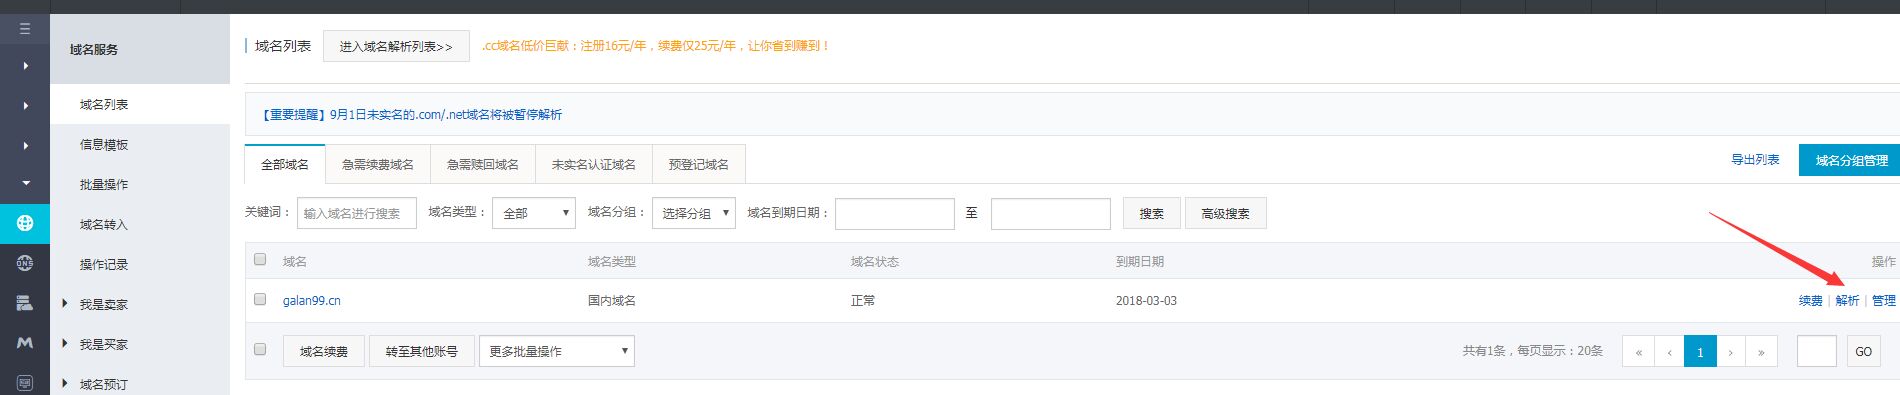 域名服务
域名列表
信息模板
批量操作
域名转入
操作记录
我是卖家
我是买家
域名预订
DNS
域名列表 进入域名解析列表>> .cc域名低价巨献：注册16元/年，续费仅25元/年，让你省到赚到！
【重要提醒】9月1日未实名的.com/.net域名将被暂停解析
全部域名 急需续费域名 急需赎回域名 未实名认证域名 预登记域名 导出列表 域名分组管理
关键词： 输入域名进行搜索 域名类型： 全部 域名分组： 选择分组 域名到期日期： 至 搜索 高级搜索
域名 域名类型 域名状态 到期日期 操作
galan99.cn 国内域名 正常 2018-03-03 续费 | 解析 | 管理
域名续费 转至其他账号 更多批量操作 共有1条，每页显示：20条 « ‹ 1 › » GO